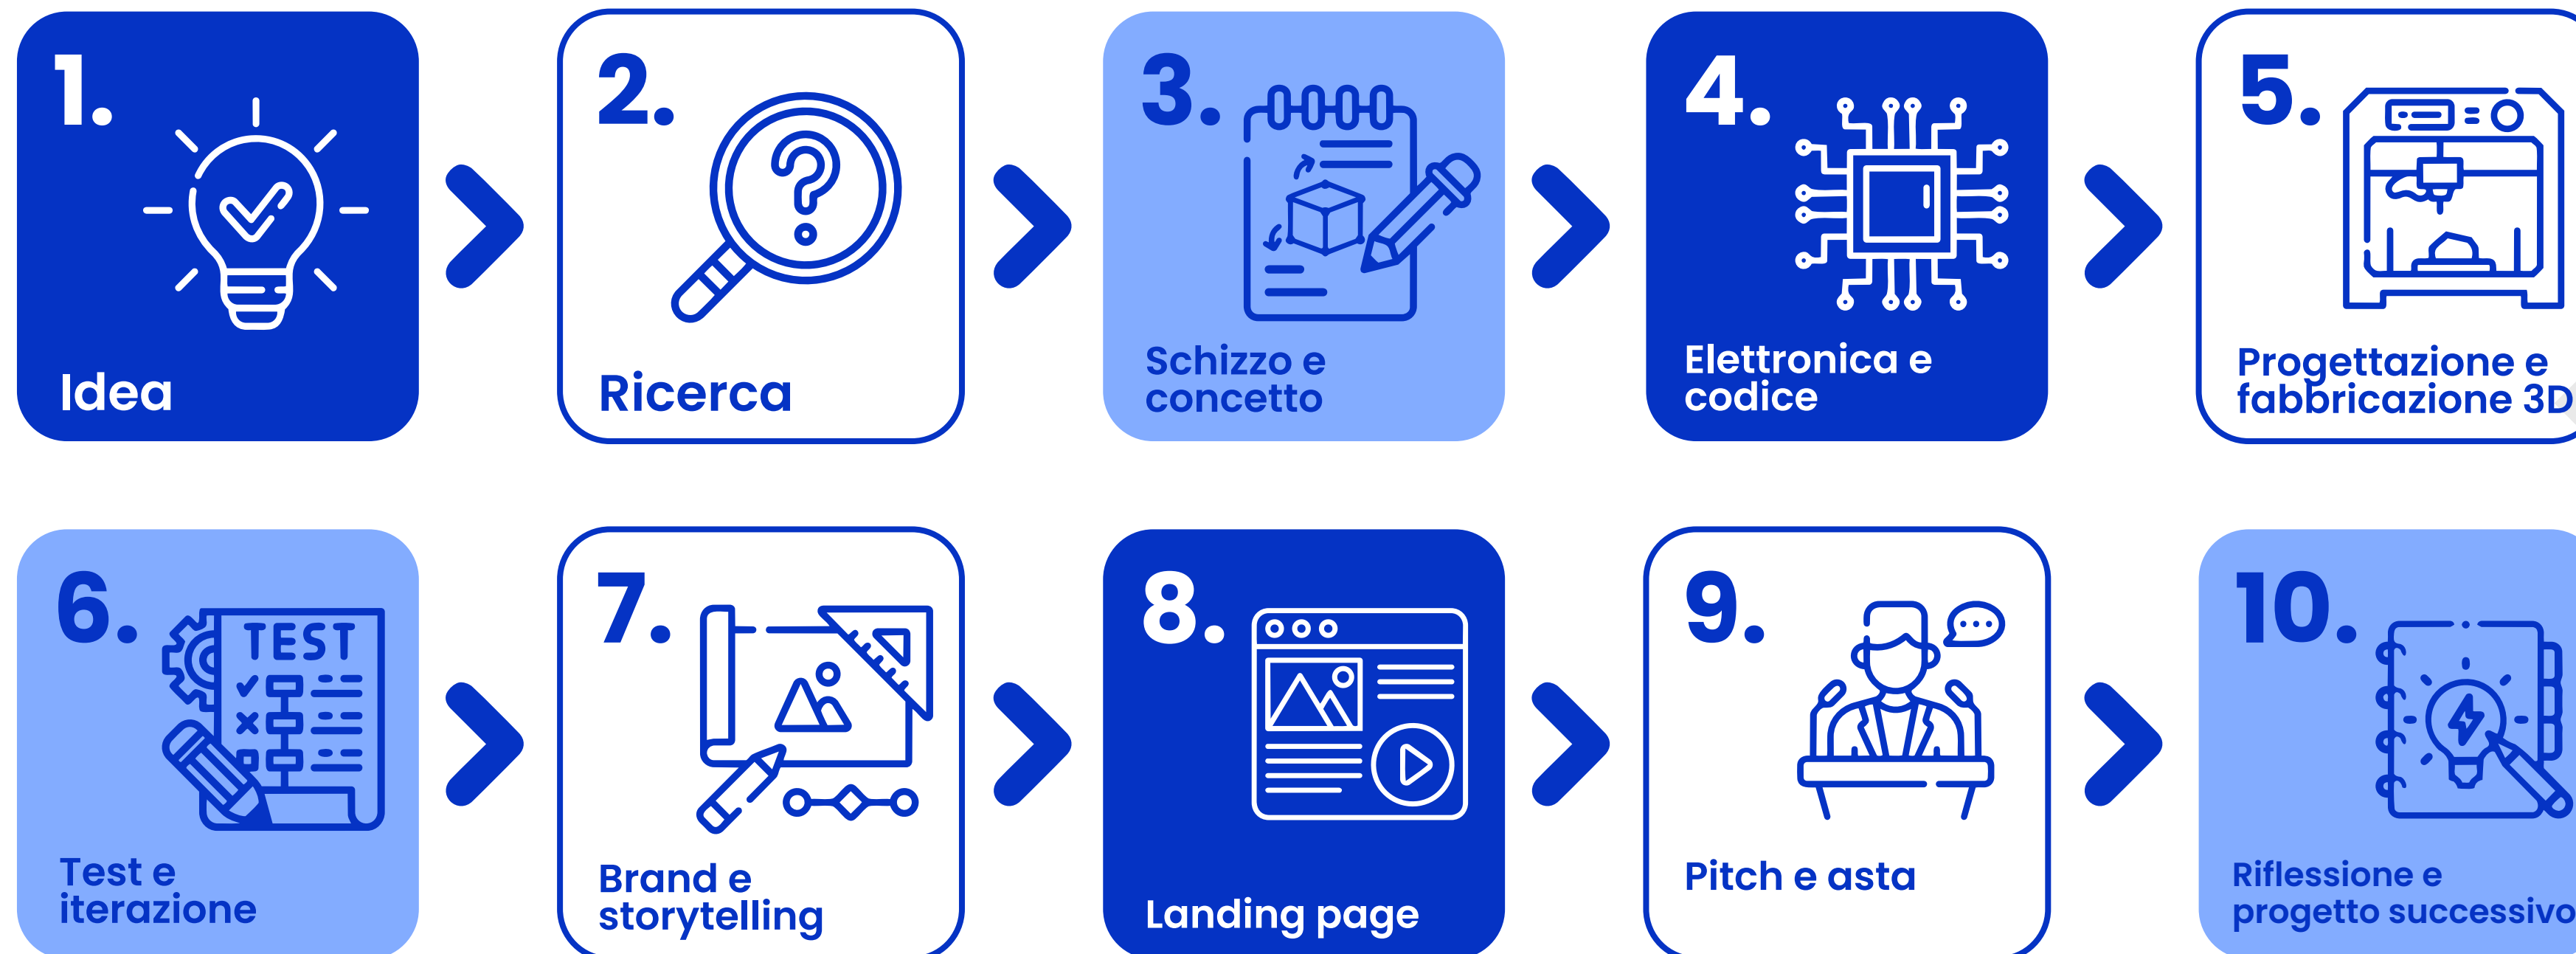 1.
Idea
2.
Ricerca
3.
Schizzo e
concetto
4.
Elettronica e
codice
5.
Progettazione e
fabbricazione 3D
6.
TEST
Test e
iterazione
7.
Brand e
storytelling
8.
Landing page
9.
Pitch e asta
10.
Riflessione e
progetto successivo